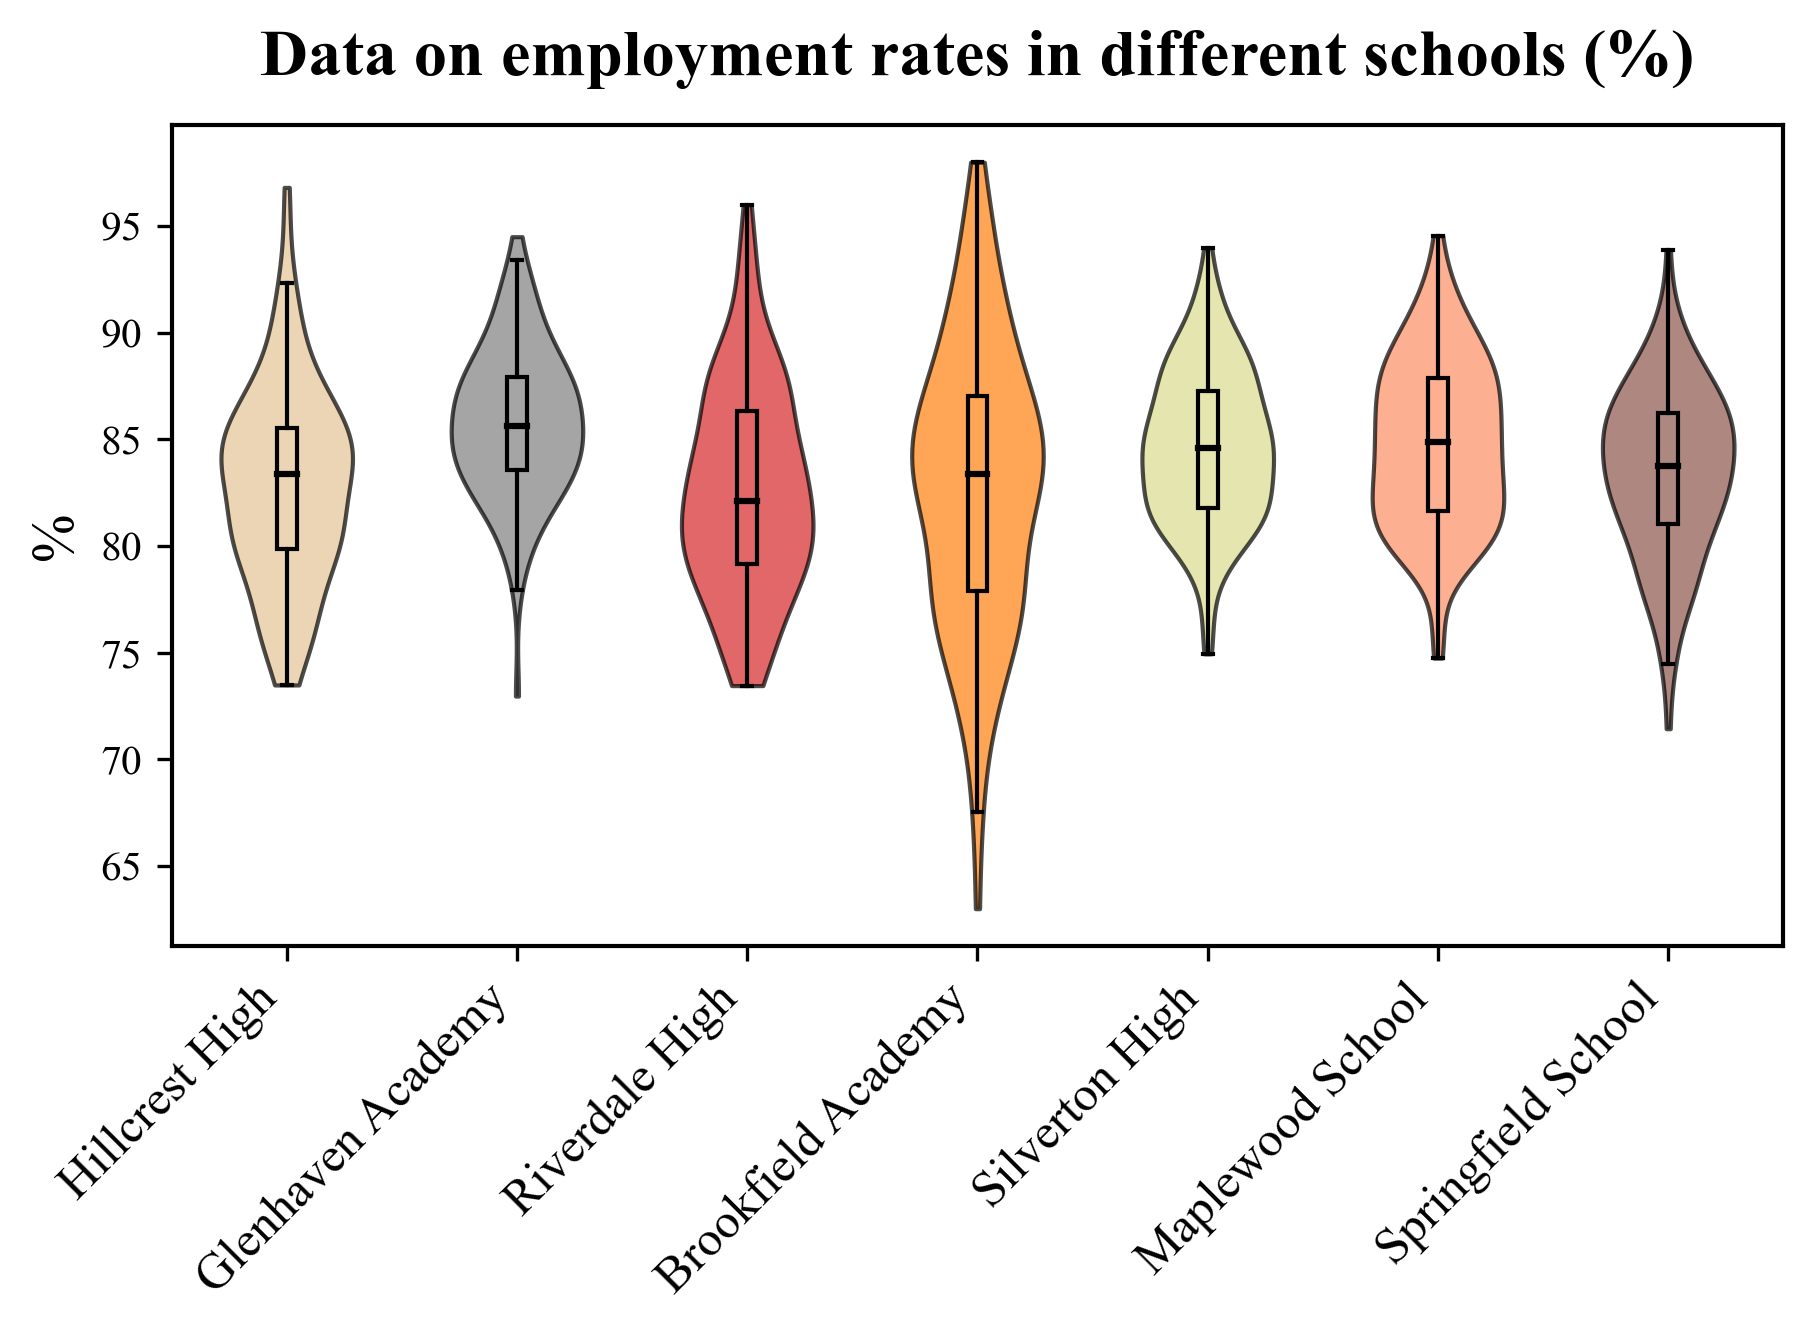 Data on employment rates in different schools (%)
95
90
85
80
75
70
65
%
Hillcrest High
Glenhaven Academy
Riverdale High
Brookfield Academy
Silverton High
Maplewood School
Springfield School